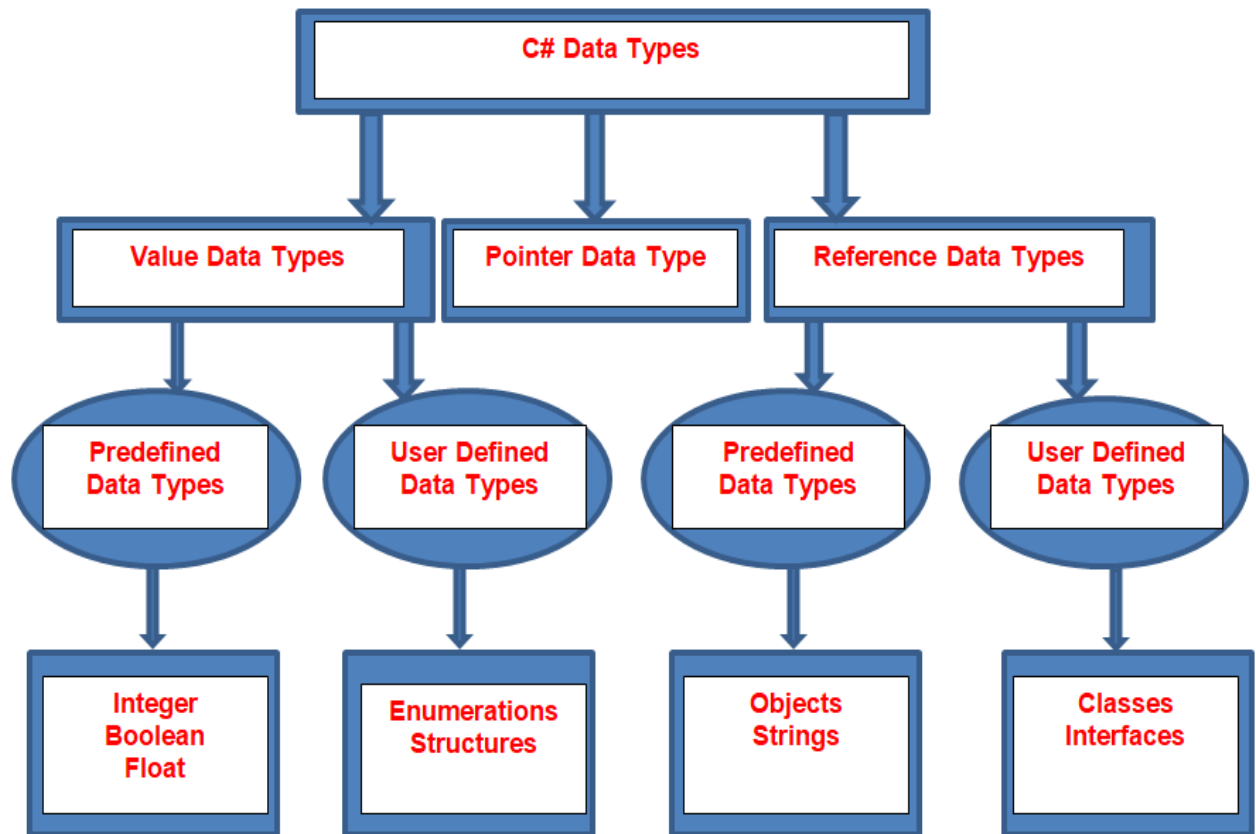 C# Data Types
Value Data Types
Pointer Data Type
Reference Data Types
Predefined
Data Types
User Defined
Data Types
Predefined
Data Types
User Defined
Data Types
Integer
Boolean
Float
Enumerations
Structures
Objects
Strings
Classes
Interfaces